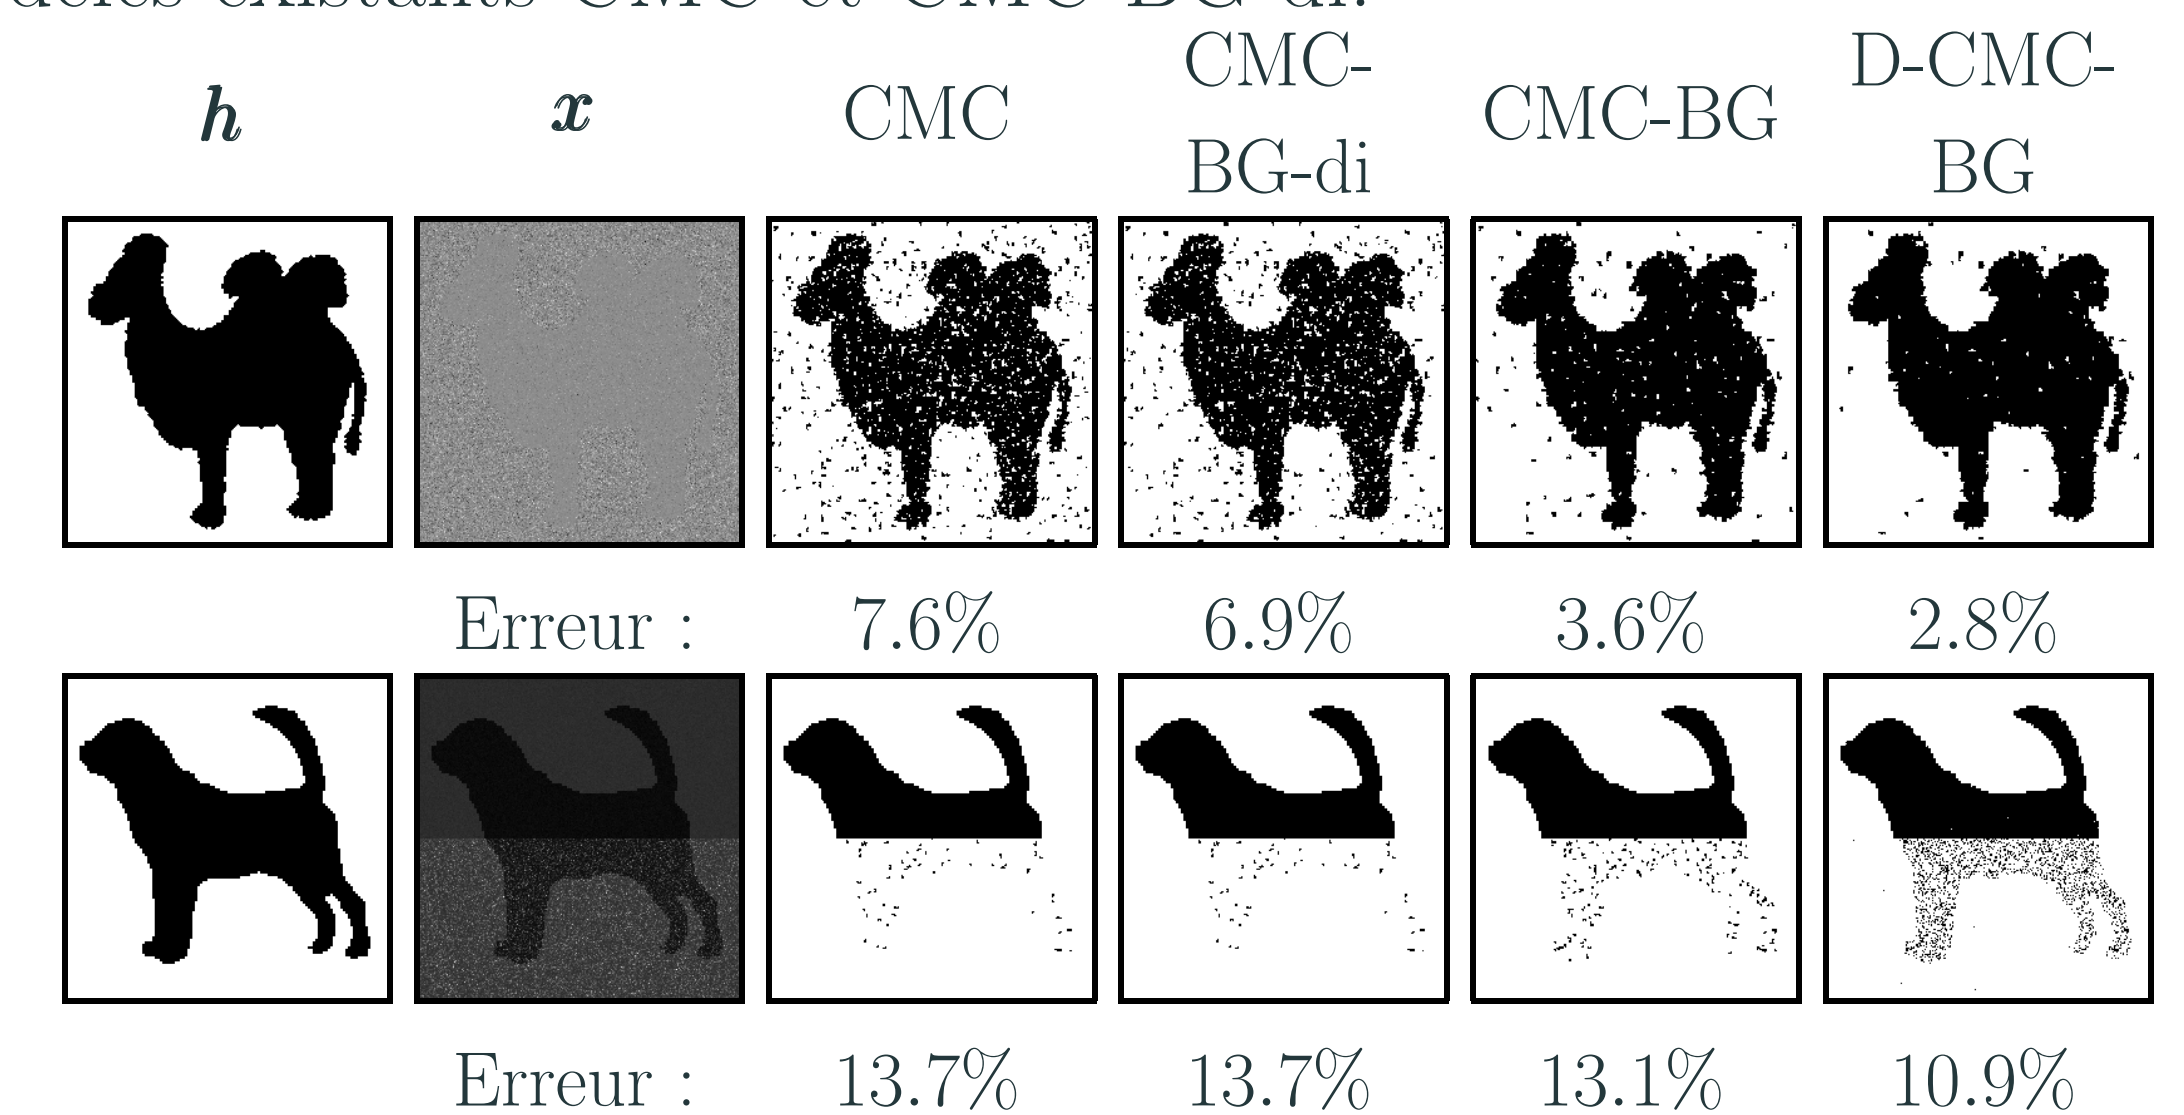 h x CMC CMC-BG-di CMC-BG D-CMC-BG
Erreur : 7.6% 6.9% 3.6% 2.8%
Erreur : 13.7% 13.7% 13.1% 10.9%